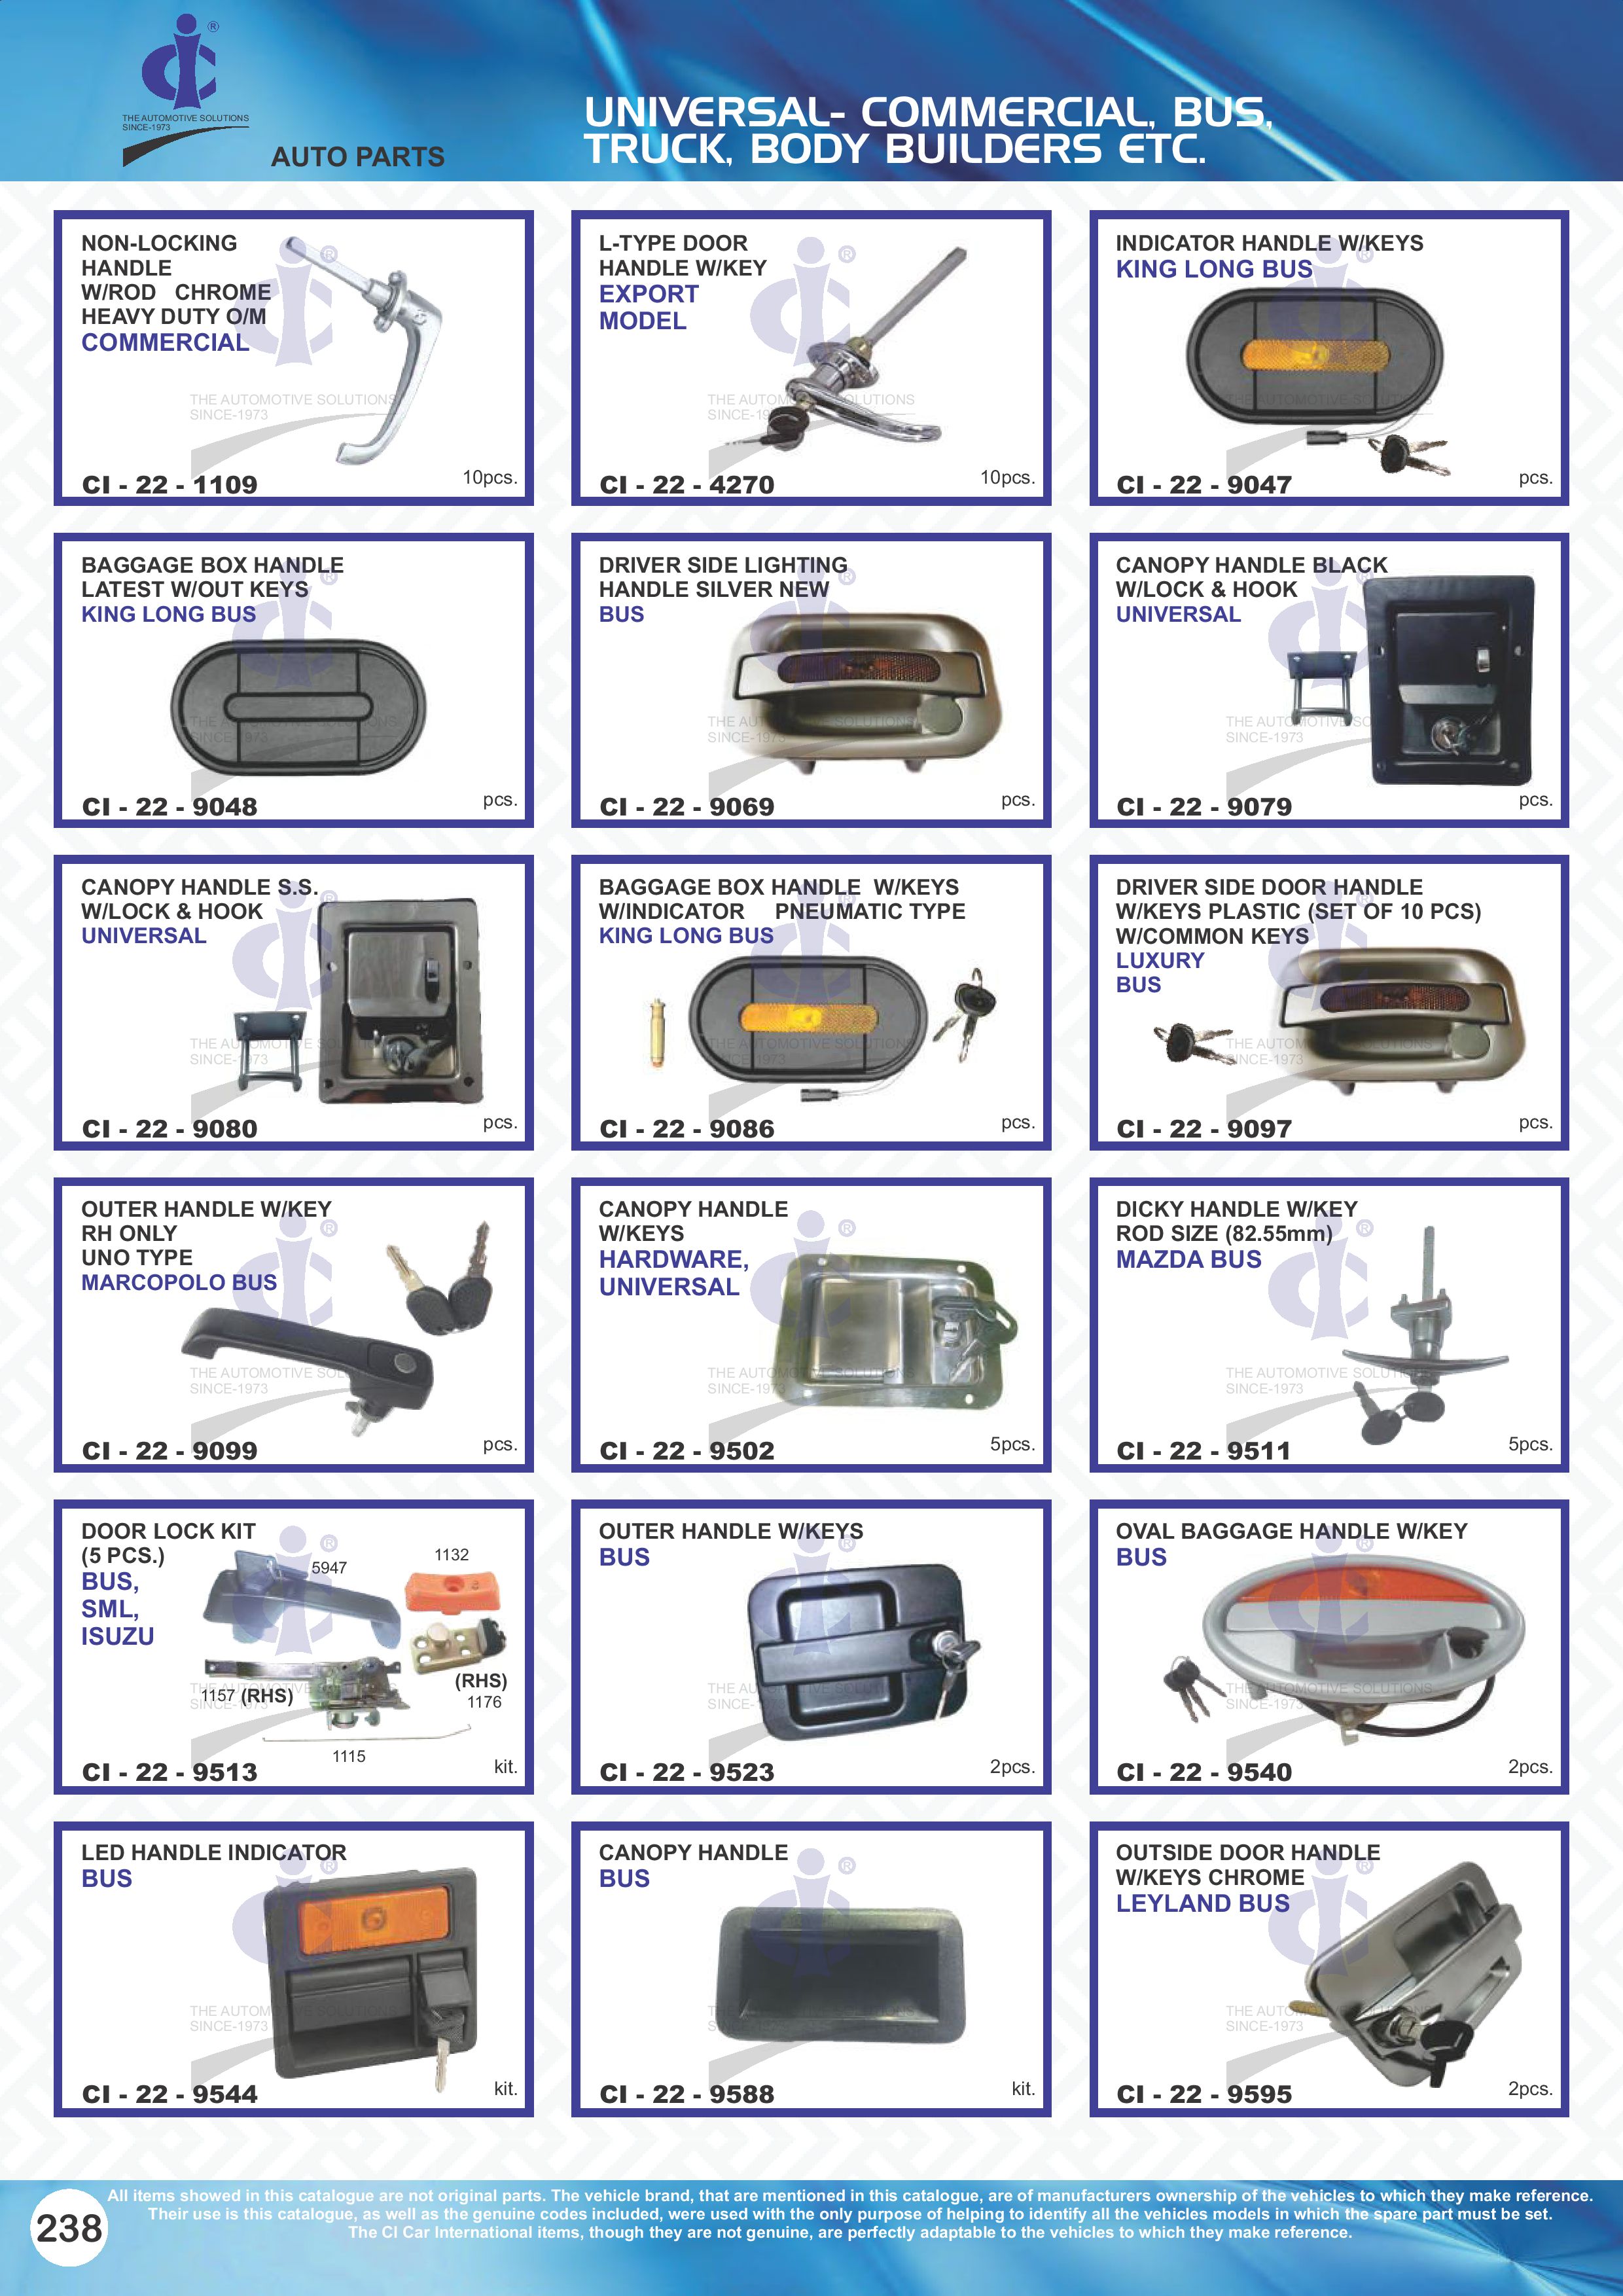 THE AUTOMOTIVE SOLUTIONS
SINCE-1973
AUTO PARTS
UNIVERSAL- COMMERCIAL, BUS,
TRUCK, BODY BUILDERS ETC.
NON-LOCKING
HANDLE
W/ROD CHROME
HEAVY DUTY O/M
COMMERCIAL
THE AUTOMOTIVE SOLUTIONS
SINCE-1973
CI - 22 - 1109
10pcs.
L-TYPE DOOR
HANDLE W/KEY
EXPORT
MODEL
CI - 22 - 4270
10pcs.
INDICATOR HANDLE W/KEYS
KING LONG BUS
CI - 22 - 9047
pcs.
BAGGAGE BOX HANDLE
LATEST W/OUT KEYS
KING LONG BUS
CI - 22 - 9048
pcs.
DRIVER SIDE LIGHTING
HANDLE SILVER NEW
BUS
CI - 22 - 9069
pcs.
CANOPY HANDLE BLACK
W/LOCK & HOOK
UNIVERSAL
CI - 22 - 9079
pcs.
CANOPY HANDLE S.S.
W/LOCK & HOOK
UNIVERSAL
CI - 22 - 9080
pcs.
BAGGAGE BOX HANDLE W/KEYS
W/INDICATOR PNEUMATIC TYPE
KING LONG BUS
CI - 22 - 9086
pcs.
DRIVER SIDE DOOR HANDLE
W/KEYS PLASTIC (SET OF 10 PCS)
W/COMMON KEYS
LUXURY
BUS
CI - 22 - 9097
pcs.
OUTER HANDLE W/KEY
RH ONLY
UNO TYPE
MARCOPOLO BUS
CI - 22 - 9099
pcs.
CANOPY HANDLE
W/KEYS
HARDWARE,
UNIVERSAL
CI - 22 - 9502
5pcs.
DICKY HANDLE W/KEY
ROD SIZE (82.55mm)
MAZDA BUS
CI - 22 - 9511
5pcs.
DOOR LOCK KIT
(5 PCS.)
BUS,
SML,
ISUZU
5947
1132
1157 (RHS)
(RHS)
1176
1115
CI - 22 - 9513
kit.
OUTER HANDLE W/KEYS
BUS
CI - 22 - 9523
2pcs.
OVAL BAGGAGE HANDLE W/KEY
BUS
CI - 22 - 9540
2pcs.
LED HANDLE INDICATOR
BUS
CI - 22 - 9544
kit.
CANOPY HANDLE
BUS
CI - 22 - 9588
kit.
OUTSIDE DOOR HANDLE
W/KEYS CHROME
LEYLAND BUS
CI - 22 - 9595
2pcs.
238
All items showed in this catalogue are not original parts. The vehicle brand, that are mentioned in this catalogue, are of manufacturers ownership of the vehicles to which they make reference.
Their use is this catalogue, as well as the genuine codes included, were used with the only purpose of helping to identify all the vehicles models in which the spare part must be set.
The CI Car International items, though they are not genuine, are perfectly adaptable to the vehicles to which they make reference.